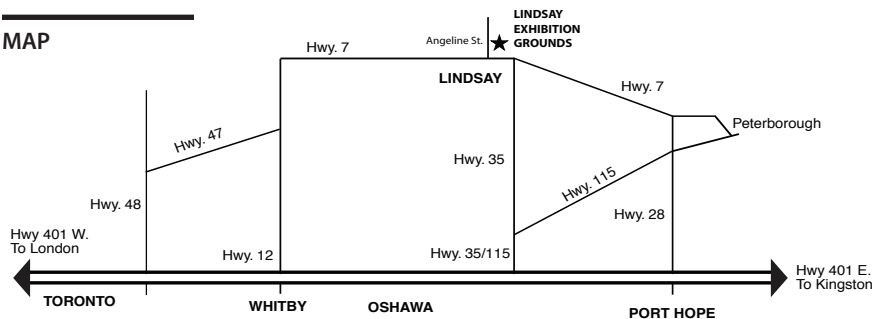 MAP
LINDSAY
EXHIBITION
GROUNDS
Angeline St.
Hwy. 7
LINDSAY
Hwy. 7
Peterborough
Hwy. 47
Hwy. 35
Hwy. 115
Hwy. 48
Hwy. 28
Hwy 401 W.
To London
Hwy. 12
Hwy. 35/115
Hwy 401 E.
To Kingston
TORONTO
WHITBY
OSHAWA
PORT HOPE